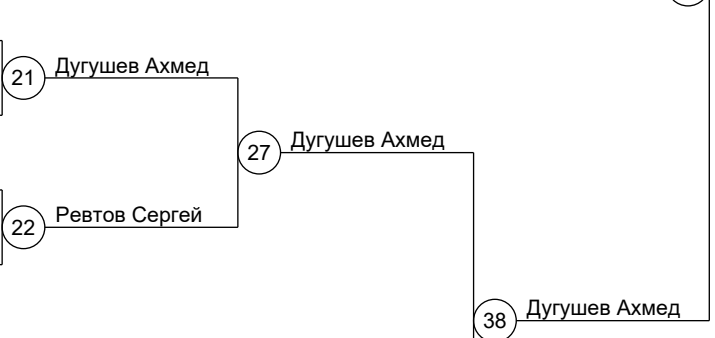 21 Дугушев Ахмед
27 Дугушев Ахмед
22 Ревтов Сергей
38 Дугушев Ахмед